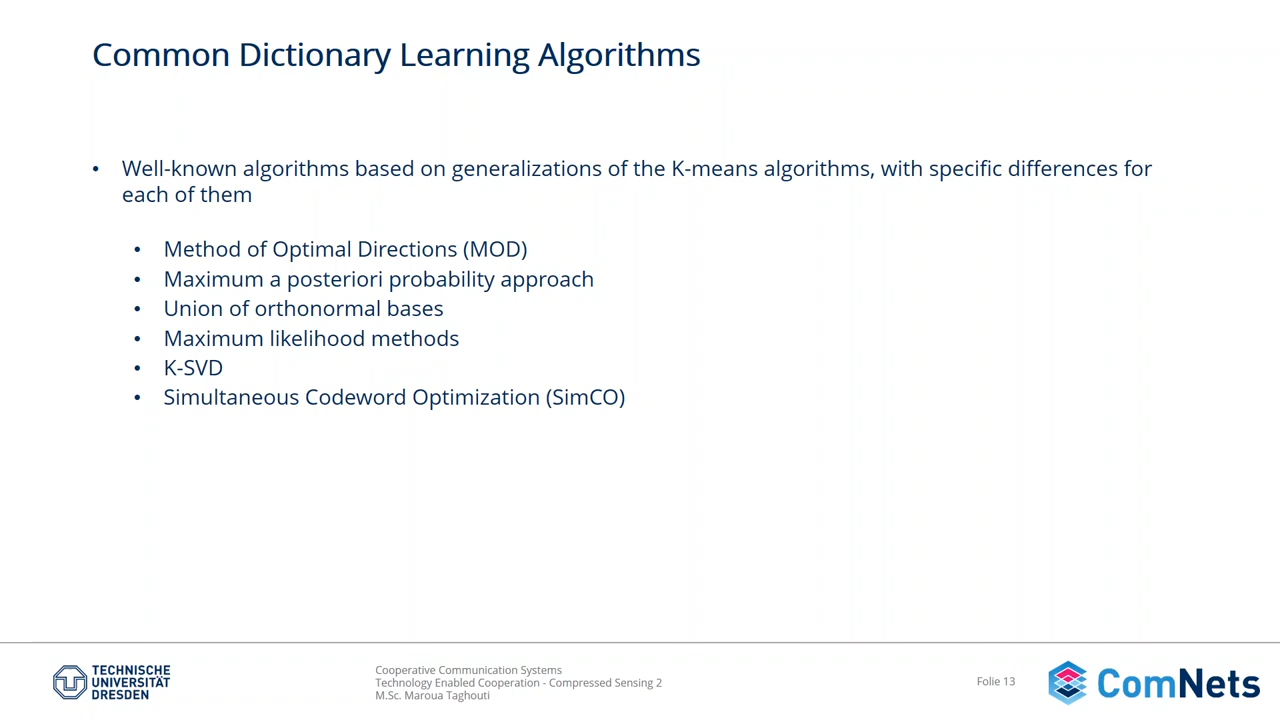 Common Dictionary Learning Algorithms
• Well-known algorithms based on generalizations of the K-means algorithms, with specific differences for
each of them
• Method of Optimal Directions (MOD)
• Maximum a posteriori probability approach
• Union of orthonormal bases
• Maximum likelihood methods
• K-SVD
• Simultaneous Codeword Optimization (SimCO)
TECHNISCHE
UNIVERSITÄT
DRESDEN
Cooperative Communication Systems
Technology Enabled Cooperation - Compressed Sensing 2
M.Sc. Maroua Taghouti
Folie 13
ComNets